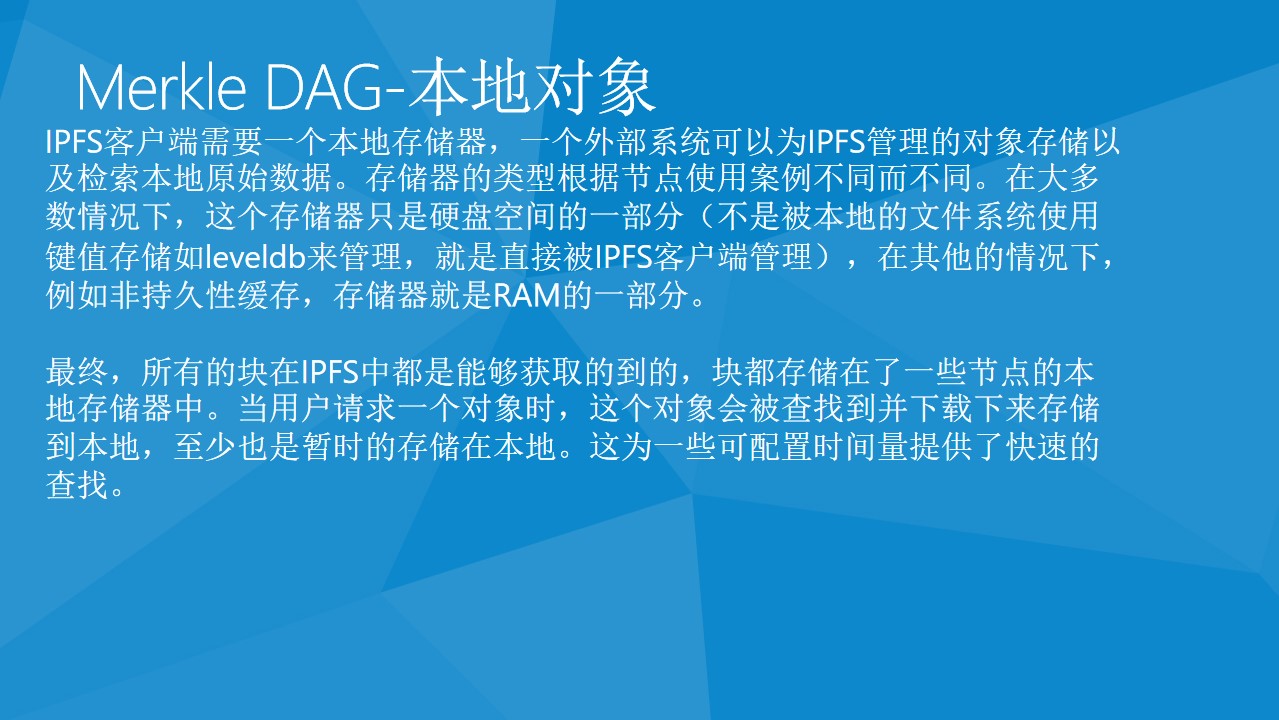 Merkle DAG-本地对象
IPFS客户端需要一个本地存储器，一个外部系统可以为IPFS管理的对象存储以
及检索本地原始数据。存储器的类型根据节点使用案例不同而不同。在大多
数情况下，这个存储器只是硬盘空间的一部分（不是被本地的文件系统使用
键值存储如leveldb来管理，就是直接被IPFS客户端管理），在其他的情况下，
例如非持久性缓存，存储器就是RAM的一部分。
最终，所有的块在IPFS中都是能够获取的到的，块都存储在了一些节点的本
地存储器中。当用户请求一个对象时，这个对象会被查找到并下载下来存储
到本地，至少也是暂时的存储在本地。这为一些可配置时间量提供了快速的
查找。